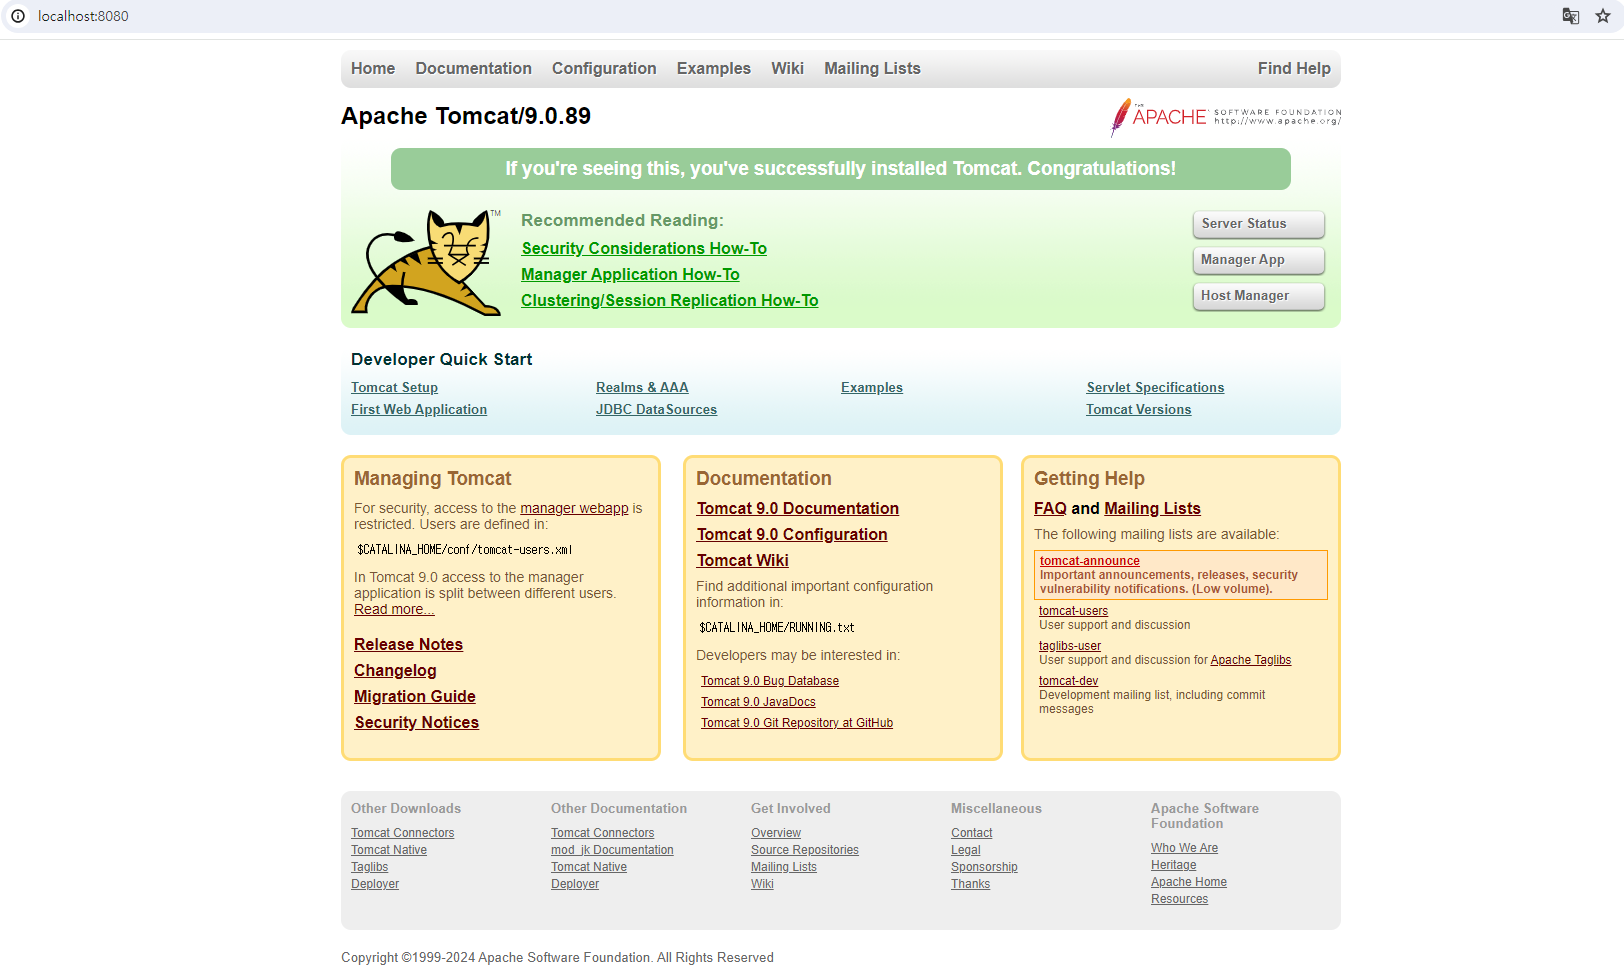 localhost:8080
Home Documentation Configuration Examples Wiki Mailing Lists Find Help
Apache Tomcat/9.0.89
THE APACHE SOFTWARE FOUNDATION
http://www.apache.org/
If you're seeing this, you've successfully installed Tomcat. Congratulations!
TM
Recommended Reading:
Security Considerations How-To
Manager Application How-To
Clustering/Session Replication How-To
Server Status
Manager App
Host Manager
Developer Quick Start
Tomcat Setup
First Web Application
Realms & AAA
JDBC DataSources
Examples
Servlet Specifications
Tomcat Versions
Managing Tomcat
For security, access to the manager webapp is
restricted. Users are defined in:
$CATALINA_HOME/conf/tomcat-users.xml
In Tomcat 9.0 access to the manager
application is split between different users.
Read more...
Release Notes
Changelog
Migration Guide
Security Notices
Documentation
Tomcat 9.0 Documentation
Tomcat 9.0 Configuration
Tomcat Wiki
Find additional important configuration
information in:
$CATALINA_HOME/RUNNING.txt
Developers may be interested in:
Tomcat 9.0 Bug Database
Tomcat 9.0 JavaDocs
Tomcat 9.0 Git Repository at GitHub
Getting Help
FAQ and Mailing Lists
The following mailing lists are available:
tomcat-announce
Important announcements, releases, security
vulnerability notifications. (Low volume).
tomcat-users
User support and discussion
taglibs-user
User support and discussion for Apache Taglibs
tomcat-dev
Development mailing list, including commit
messages
Other Downloads
Tomcat Connectors
Tomcat Native
Taglibs
Deployer
Other Documentation
Tomcat Connectors
mod_jk Documentation
Tomcat Native
Deployer
Get Involved
Overview
Source Repositories
Mailing Lists
Wiki
Miscellaneous
Contact
Legal
Sponsorship
Thanks
Apache Software
Foundation
Who We Are
Heritage
Apache Home
Resources
Copyright ©1999-2024 Apache Software Foundation. All Rights Reserved